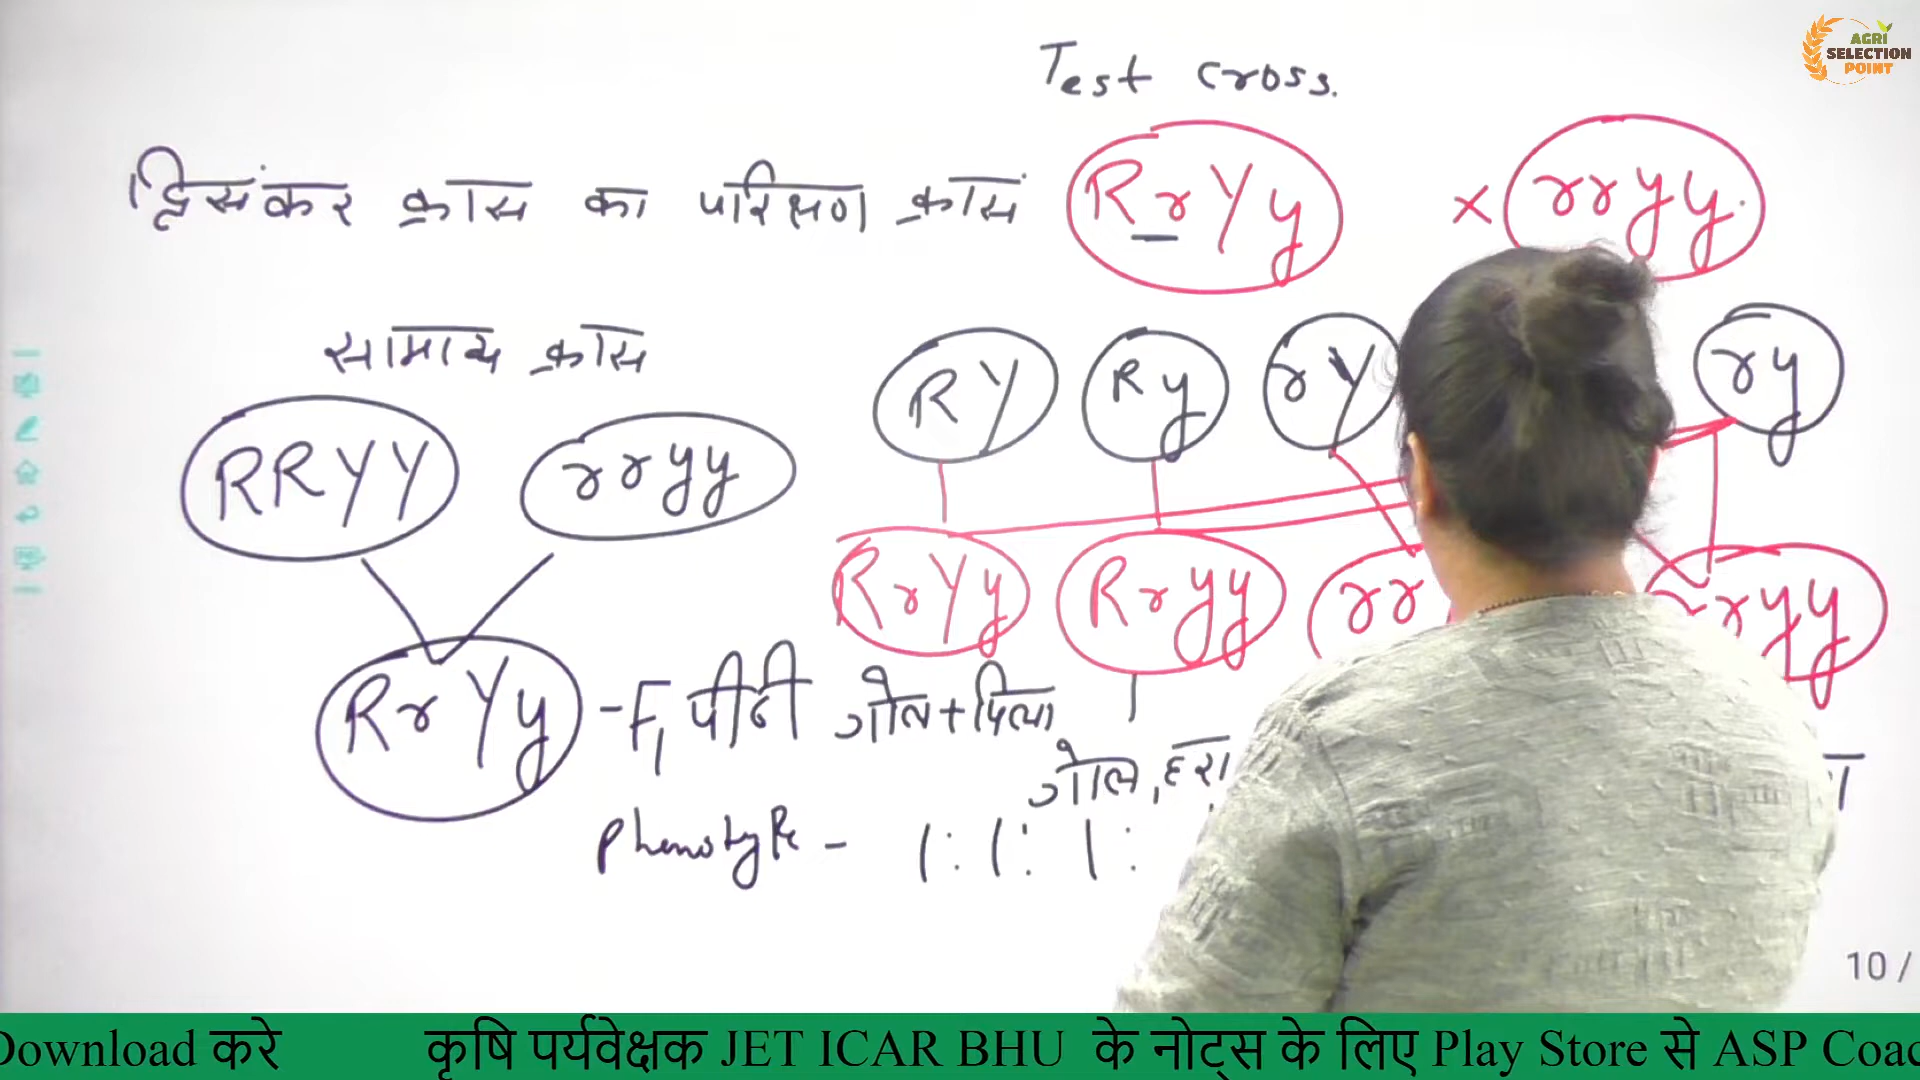 AGRI
SELECTION
POINT
Test cross.
द्विसंकर क्रास का परिक्षण क्रास RrYy × rryy
सामान्य क्रास
RRYY rryy
RY Ry rY ry
RrYy Rryy rr rryy
RrYy - F₁ पीढी गोल+पिला
गोल, हरा
Phenotype - 1:1:1:
10 /
Download करे कृषि पर्यवेक्षक JET ICAR BHU के नोट्स के लिए Play Store से ASP Coac